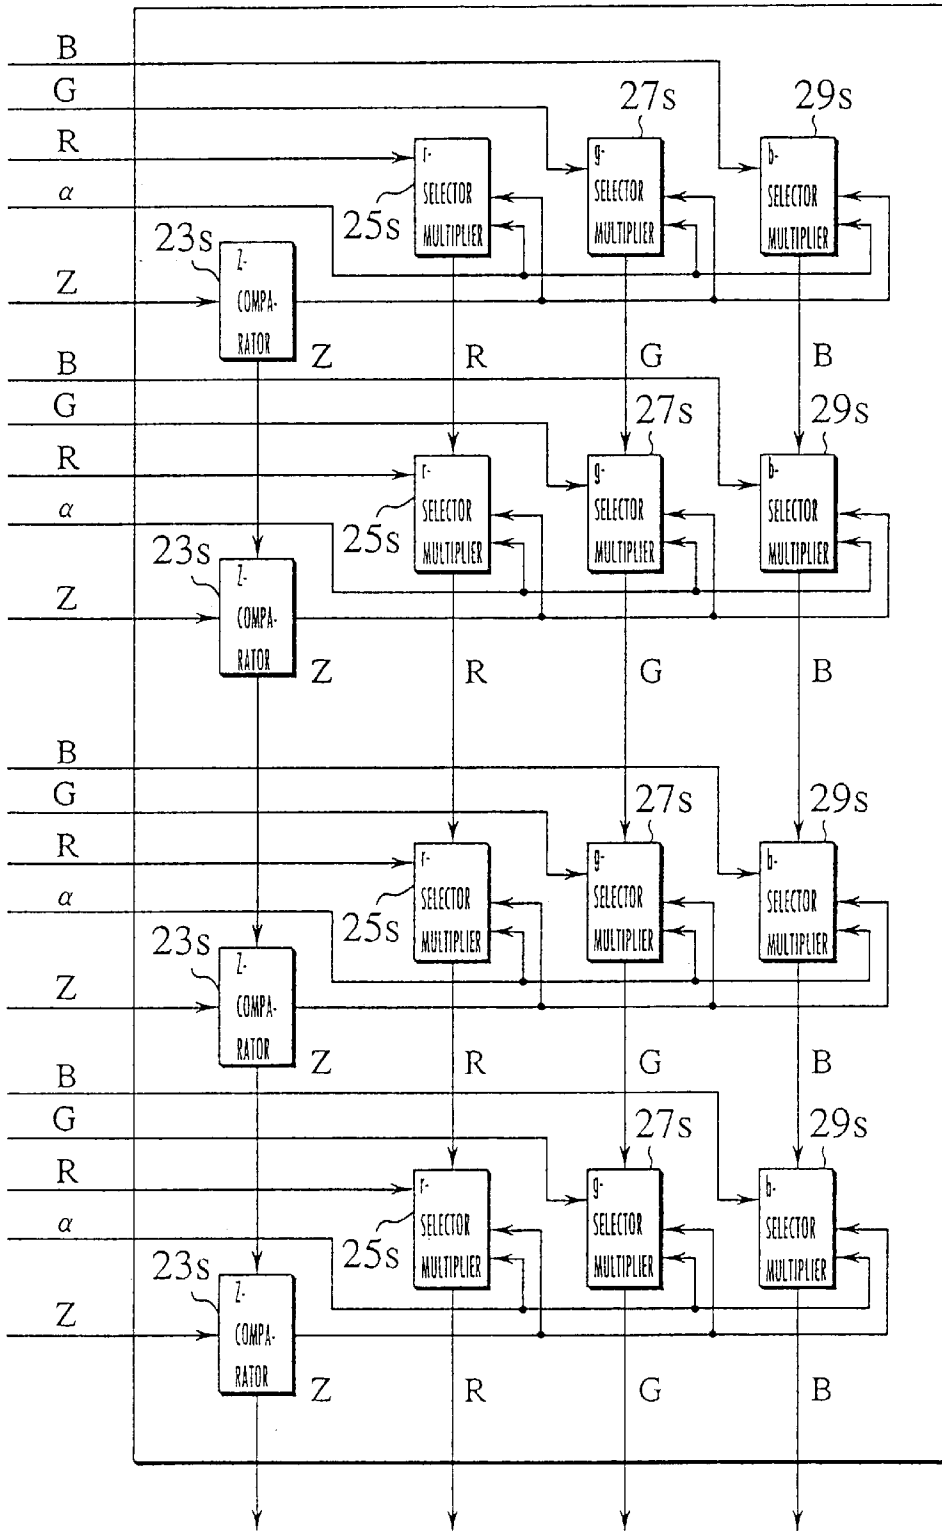 B
G
27s
29s
R
r-
SELECTOR
MULTIPLIER
g-
SELECTOR
MULTIPLIER
b-
SELECTOR
MULTIPLIER
α
25s
23s
Z
Z-
COMPA-
RATOR
Z
R
G
B
B
G
27s
29s
R
r-
SELECTOR
MULTIPLIER
g-
SELECTOR
MULTIPLIER
b-
SELECTOR
MULTIPLIER
α
25s
23s
Z
Z-
COMPA-
RATOR
Z
R
G
B
B
G
27s
29s
R
r-
SELECTOR
MULTIPLIER
g-
SELECTOR
MULTIPLIER
b-
SELECTOR
MULTIPLIER
α
25s
23s
Z
Z-
COMPA-
RATOR
Z
R
G
B
B
G
27s
29s
R
r-
SELECTOR
MULTIPLIER
g-
SELECTOR
MULTIPLIER
b-
SELECTOR
MULTIPLIER
α
25s
23s
Z
Z-
COMPA-
RATOR
Z
R
G
B